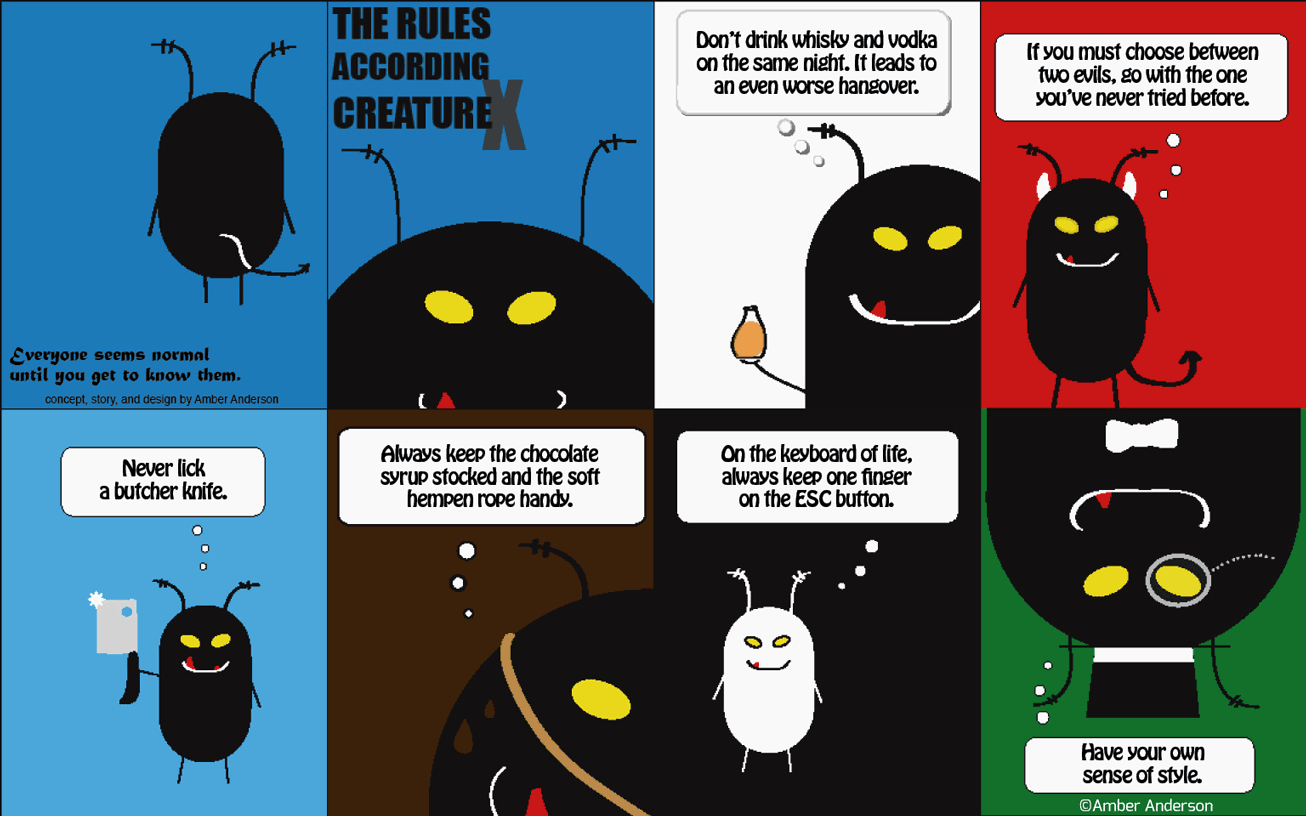 Everyone seems normal
until you get to know them.
concept, story, and design by Amber Anderson
THE RULES
ACCORDING
CREATURE X
Don't drink whisky and vodka
on the same night. It leads to
an even worse hangover.
If you must choose between
two evils, go with the one
you've never tried before.
Never lick
a butcher knife.
Always keep the chocolate
syrup stocked and the soft
hempen rope handy.
On the keyboard of life,
always keep one finger
on the ESC button.
Have your own
sense of style.
©Amber Anderson